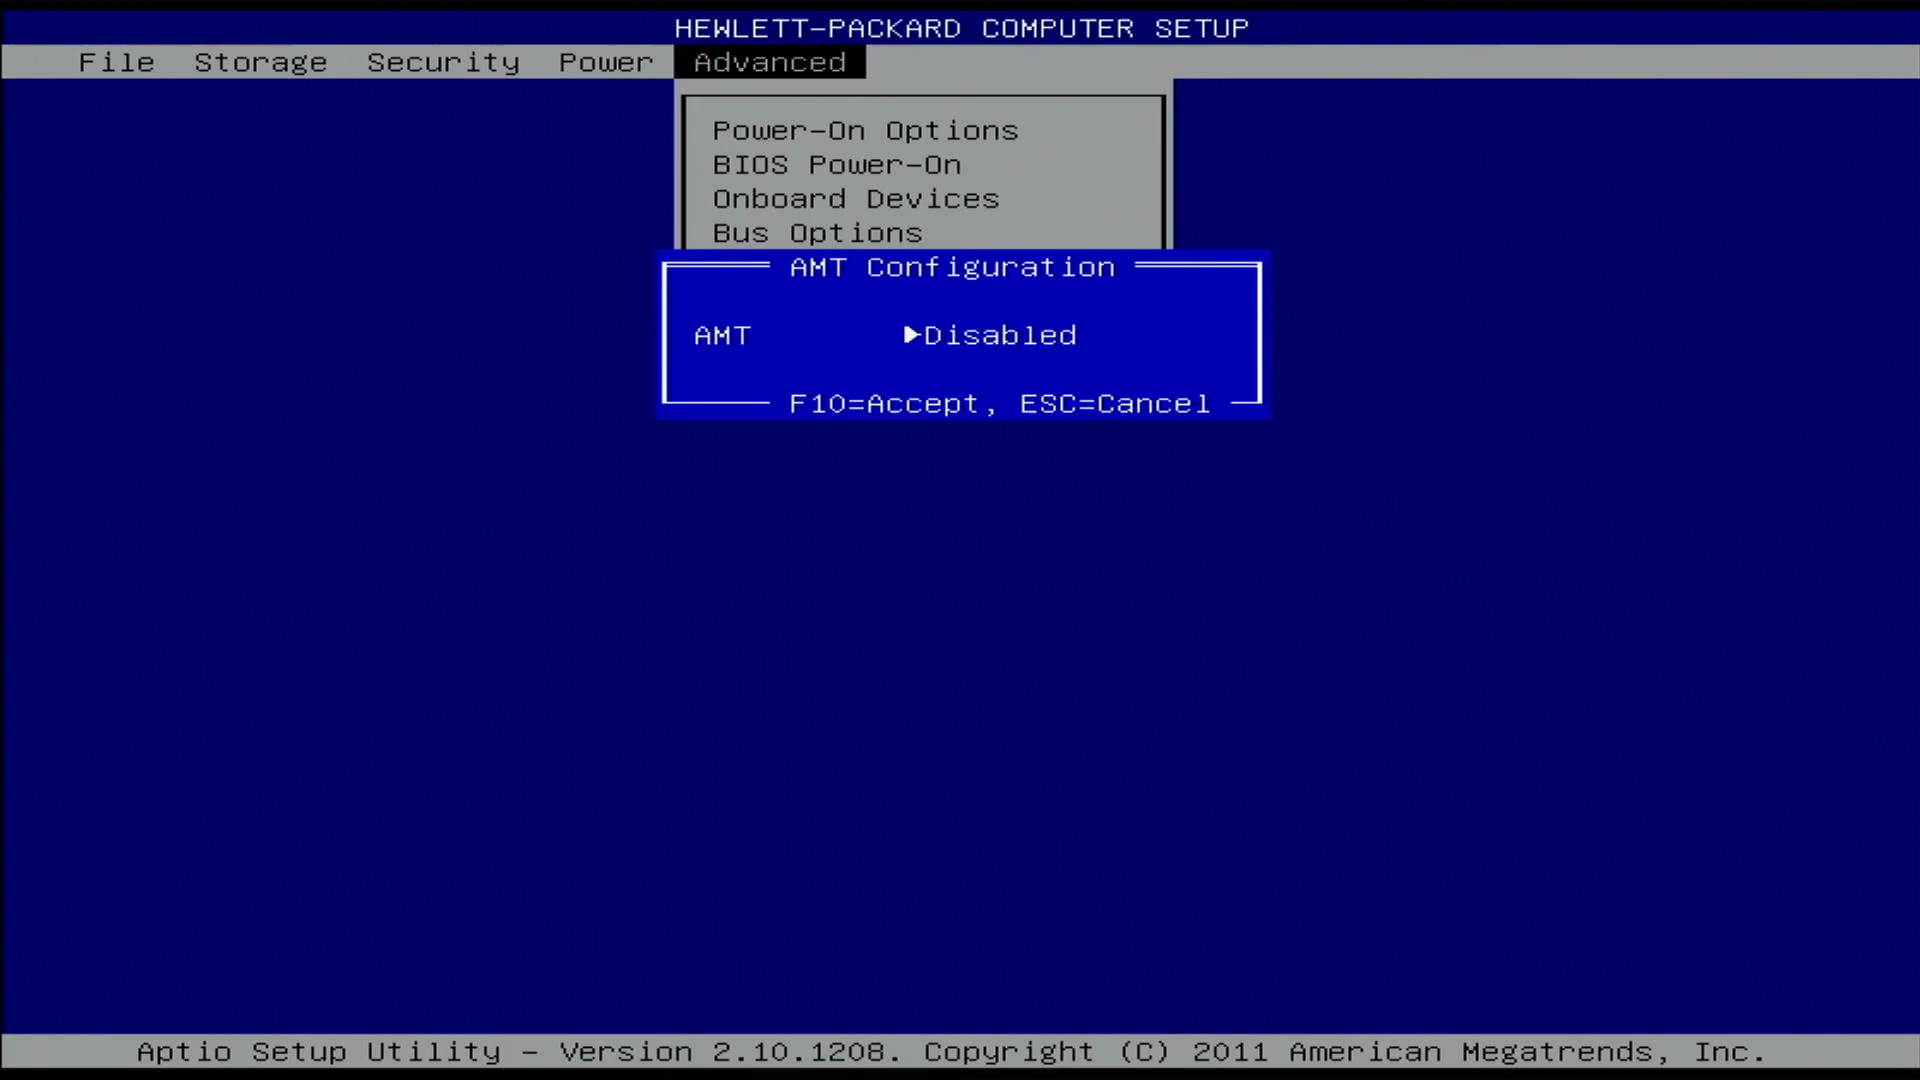 HEWLETT-PACKARD COMPUTER SETUP
File Storage Security Power Advanced
Power-On Options
BIOS Power-On
Onboard Devices
Bus Options
AMT Configuration
AMT ▶Disabled
F10=Accept, ESC=Cancel
Aptio Setup Utility - Version 2.10.1208. Copyright (C) 2011 American Megatrends, Inc.